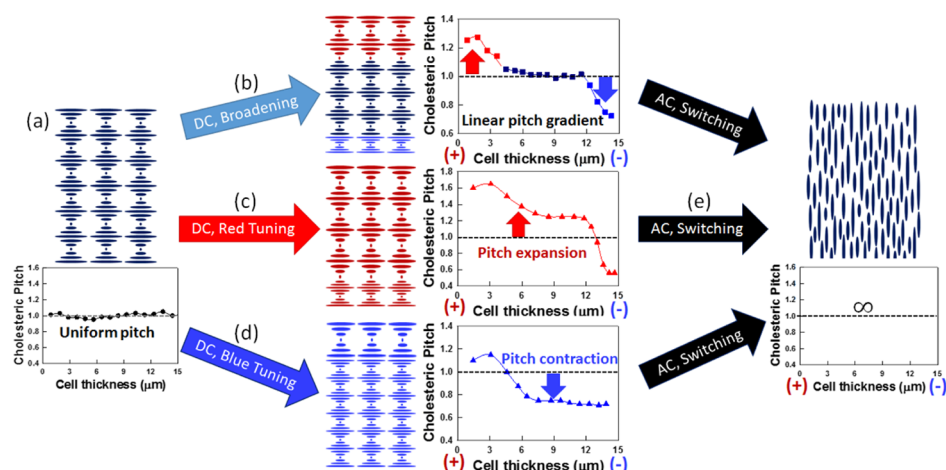 (a)
1.6
1.4
1.2
1.0
0.8
0.6
0.4
Cholesteric Pitch
Uniform pitch
0 3 6 9 12 15
Cell thickness (μm)
(b)
DC, Broadening
(c)
DC, Red Tuning
(d)
DC, Blue Tuning
1.4
1.2
1.0
0.8
0.6
Cholesteric Pitch
Linear pitch gradient
0 3 6 9 12 15
(+) Cell thickness (μm) (-)
1.6
1.4
1.2
1.0
0.8
0.6
0.4
Cholesteric Pitch
Pitch expansion
0 3 6 9 12 15
(+) Cell thickness (μm) (-)
1.4
1.2
1.0
0.8
0.6
0.4
Cholesteric Pitch
Pitch contraction
0 3 6 9 12 15
(+) Cell thickness (μm) (-)
AC, Switching
(e)
AC, Switching
AC, Switching
1.6
1.4
1.2
1.0
0.8
0.6
0.4
Cholesteric Pitch
∞
0 3 6 9 12 15
(+) Cell thickness (μm) (-)